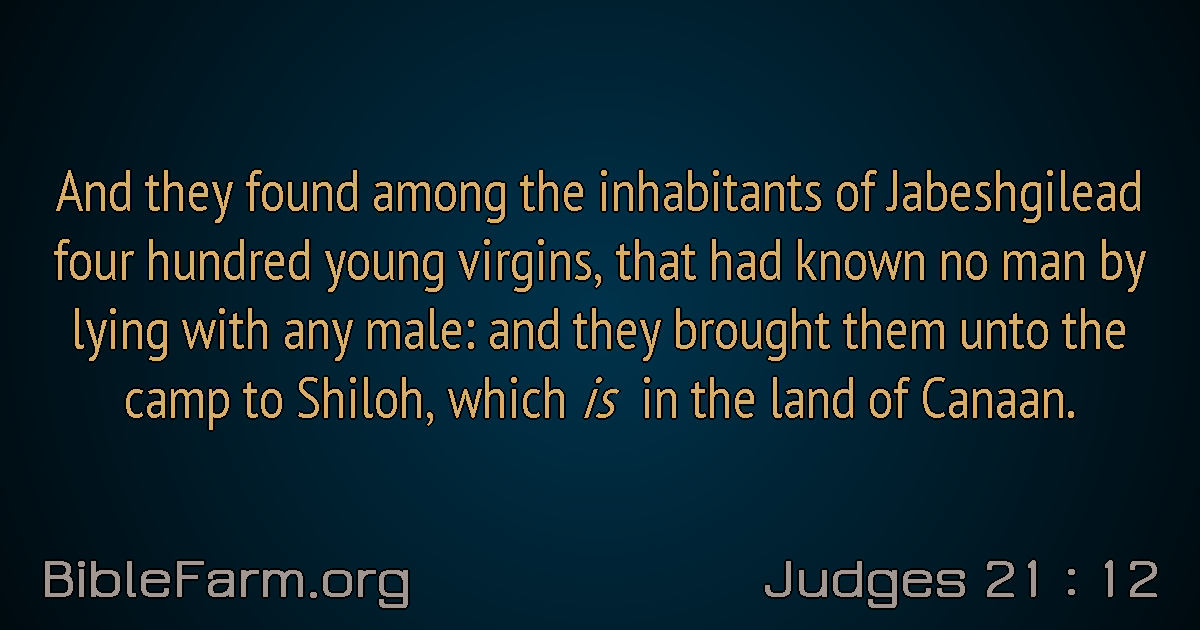 And they found among the inhabitants of Jabeshgilead
four hundred young virgins, that had known no man by
lying with any male: and they brought them unto the
camp to Shiloh, which is in the land of Canaan.
BibleFarm.org
Judges 21 : 12